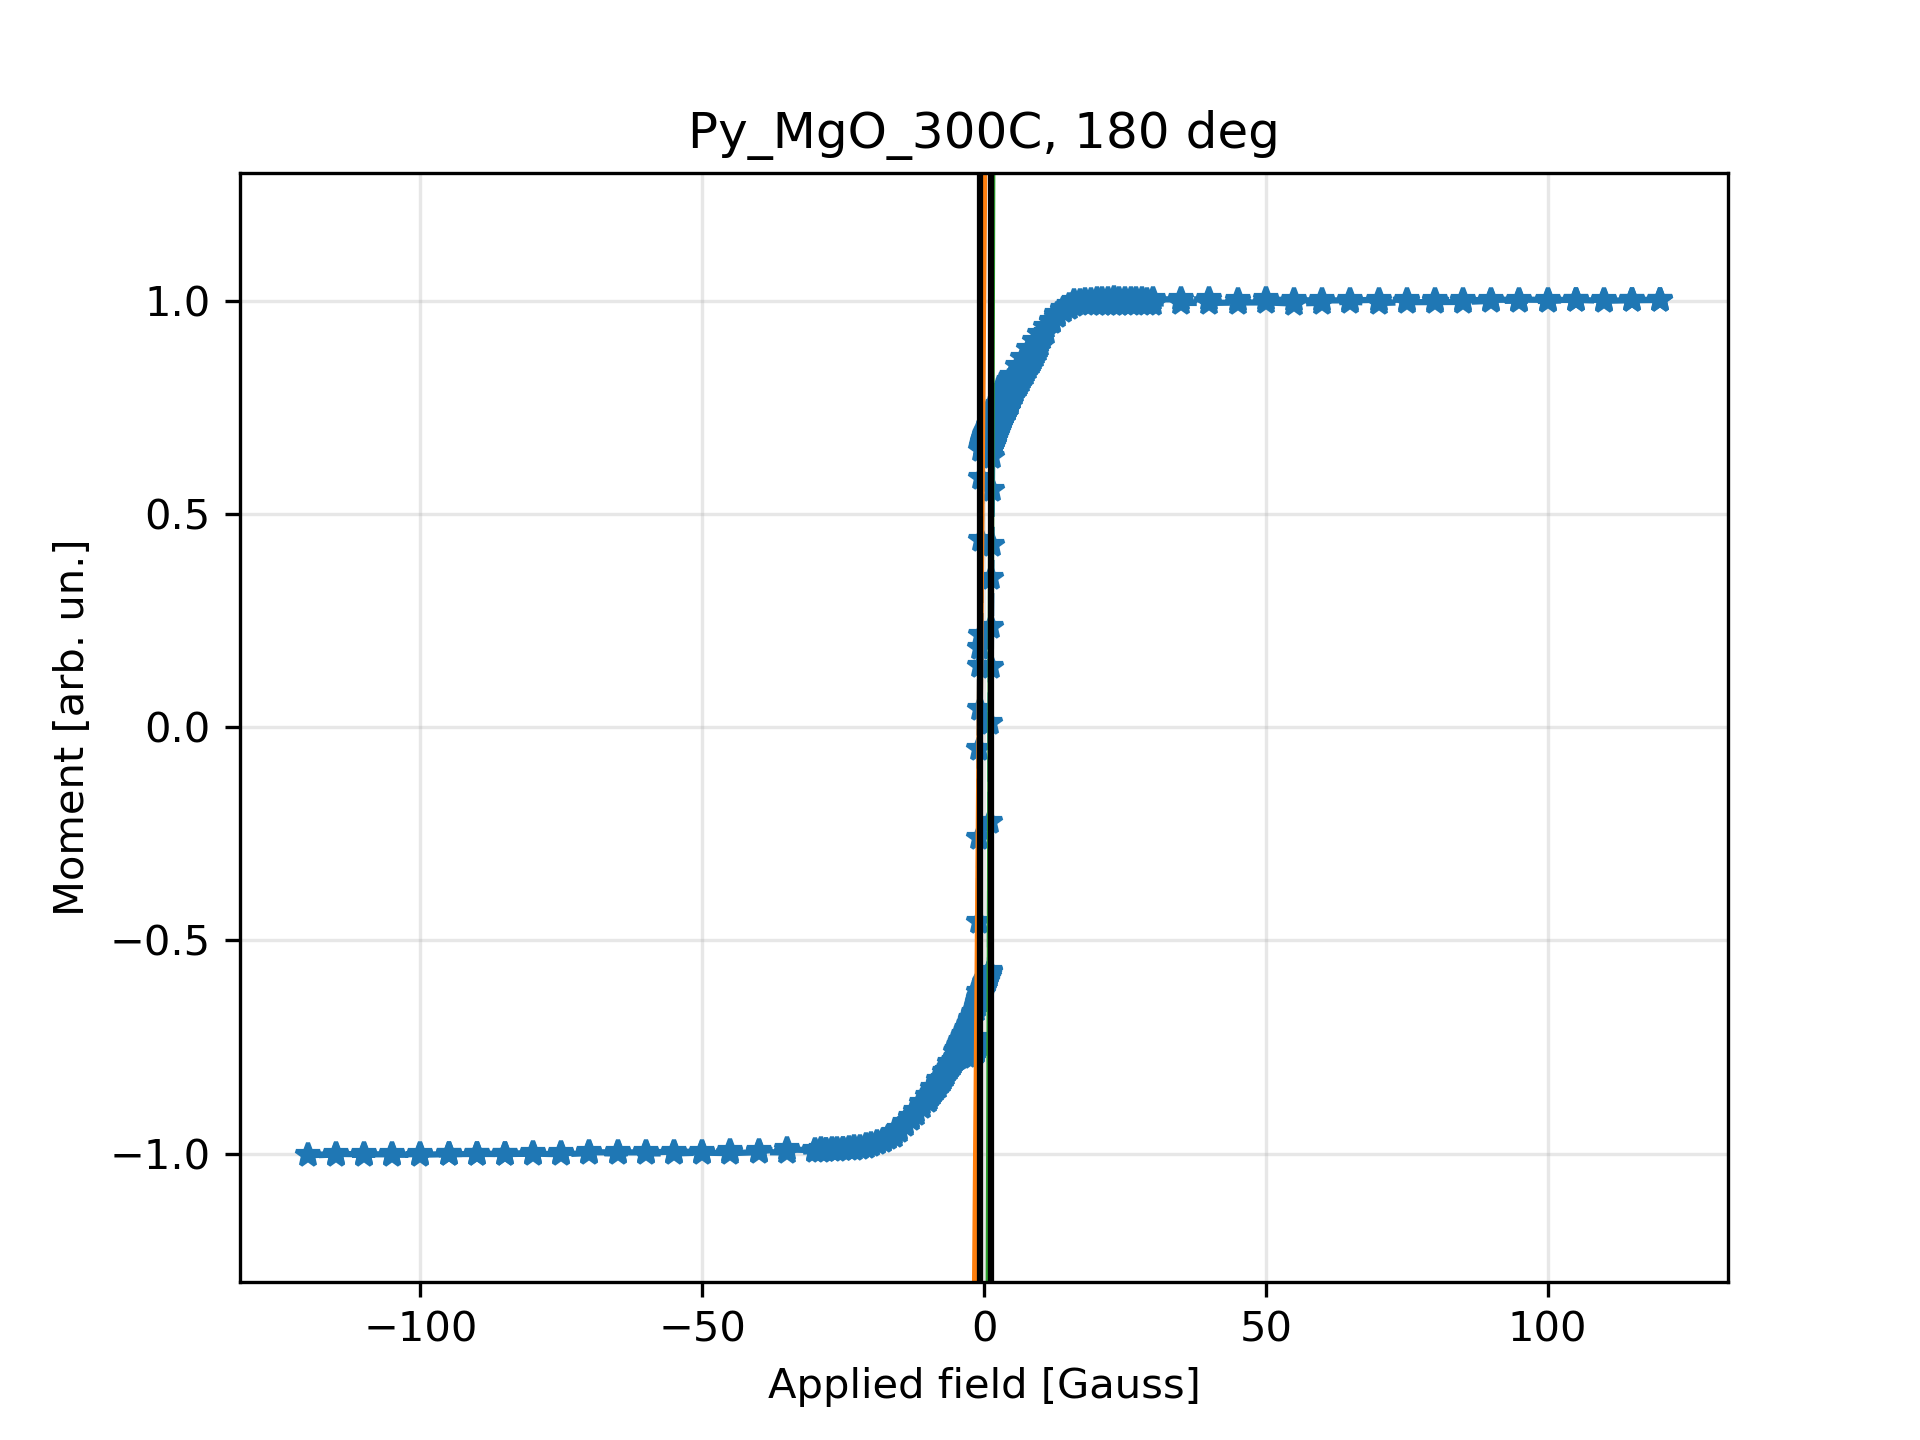 Py_MgO_300C, 180 deg
1.0
0.5
0.0
−0.5
−1.0
Moment [arb. un.]
−100 −50 0 50 100
Applied field [Gauss]